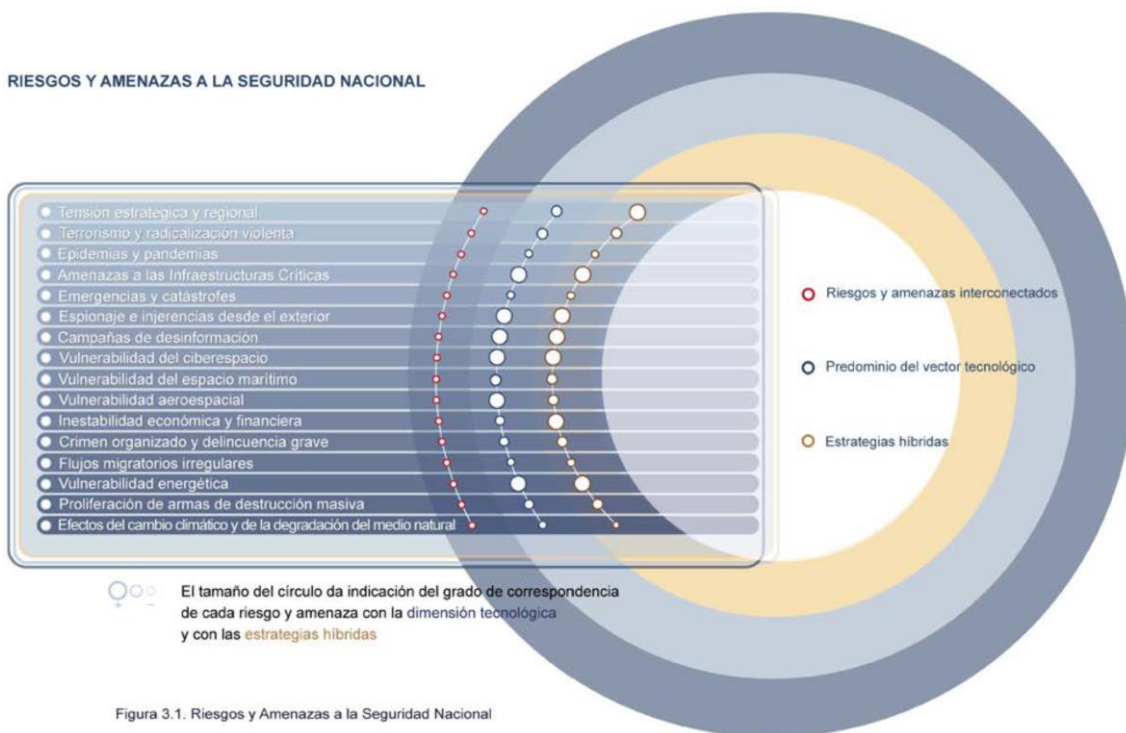 RIESGOS Y AMENAZAS A LA SEGURIDAD NACIONAL
Tensión estratégica y regional
Terrorismo y radicalización violenta
Epidemias y pandemias
Amenazas a las Infraestructuras Críticas
Emergencias y catástrofes
Espionaje e injerencias desde el exterior
Campañas de desinformación
Vulnerabilidad del ciberespacio
Vulnerabilidad del espacio marítimo
Vulnerabilidad aeroespacial
Inestabilidad económica y financiera
Crimen organizado y delincuencia grave
Flujos migratorios irregulares
Vulnerabilidad energética
Proliferación de armas de destrucción masiva
Efectos del cambio climático y de la degradación del medio natural
Riesgos y amenazas interconectados
Predominio del vector tecnológico
Estrategias híbridas
+ −
El tamaño del círculo da indicación del grado de correspondencia
de cada riesgo y amenaza con la dimensión tecnológica
y con las estrategias híbridas
Figura 3.1. Riesgos y Amenazas a la Seguridad Nacional